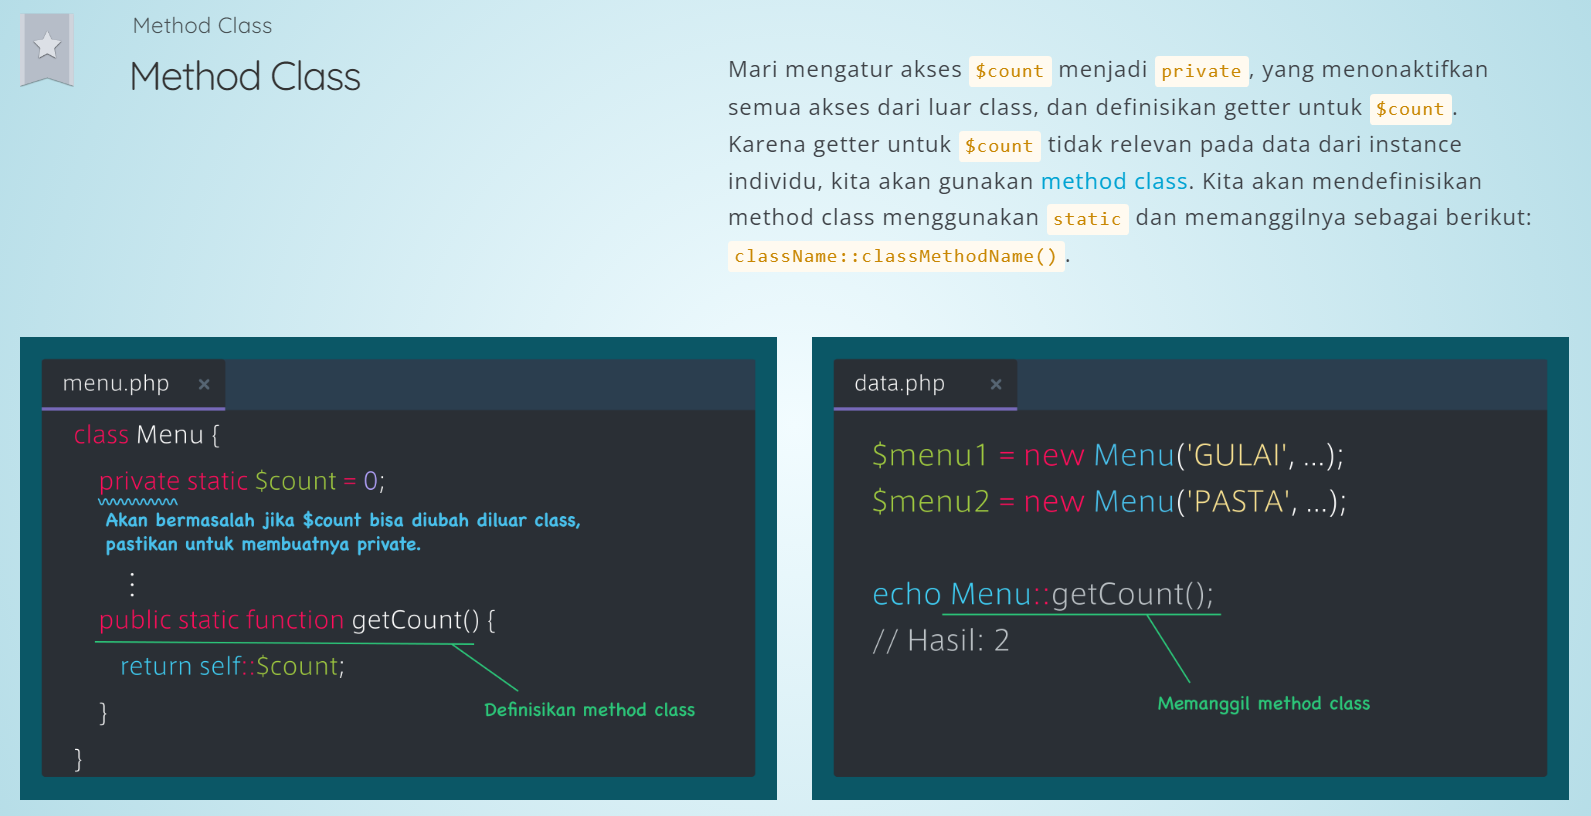 Method Class
Method Class
Mari mengatur akses $count menjadi private, yang menonaktifkan
semua akses dari luar class, dan definisikan getter untuk $count.
Karena getter untuk $count tidak relevan pada data dari instance
individu, kita akan gunakan method class. Kita akan mendefinisikan
method class menggunakan static dan memanggilnya sebagai berikut:
className::classMethodName().
menu.php ×
class Menu {
private static $count = 0;
Akan bermasalah jika $count bisa diubah diluar class,
pastikan untuk membuatnya private.
⋮
public static function getCount() {
return self::$count;
Definisikan method class
}
}
data.php ×
$menu1 = new Menu('GULAI', ...);
$menu2 = new Menu('PASTA', ...);
echo Menu::getCount();
// Hasil: 2
Memanggil method class